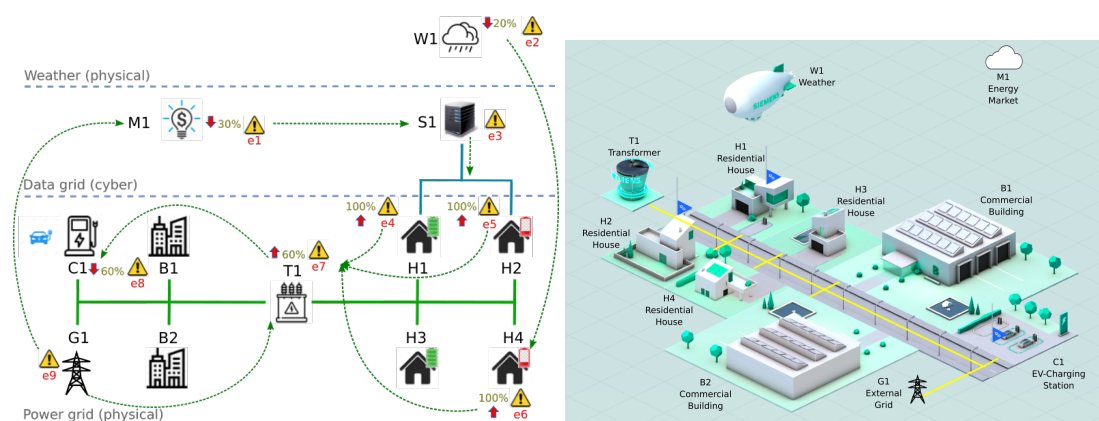 W1
20%
e2
Weather (physical)
M1
30%
e1
S1
e3
Data grid (cyber)
100%
e4
100%
e5
C1
60%
e8
B1
60%
e7
T1
H1
H2
G1
e9
B2
H3
H4
100%
e6
Power grid (physical)
W1
Weather
SIEMENS
M1
Energy
Market
T1
Transformer
H1
Residential
House
H3
Residential
House
B1
Commercial
Building
H2
Residential
House
H4
Residential
House
B2
Commercial
Building
G1
External
Grid
C1
EV-Charging
Station